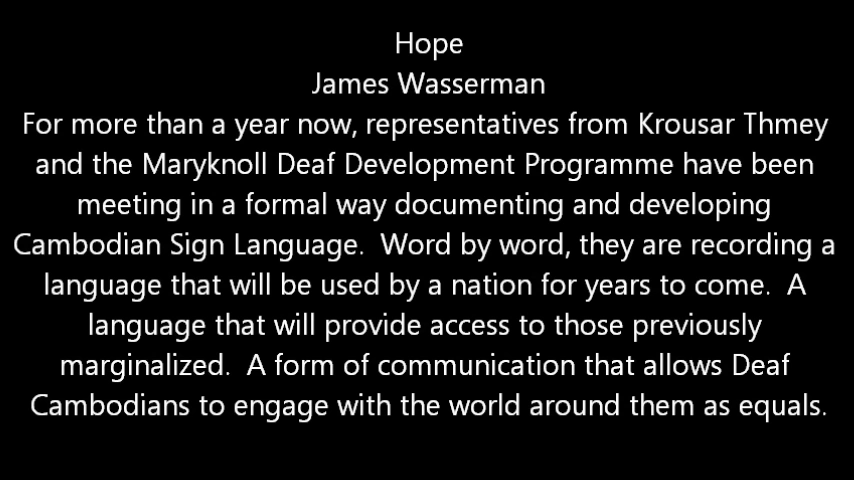 Hope
James Wasserman
For more than a year now, representatives from Krousar Thmey
and the Maryknoll Deaf Development Programme have been
meeting in a formal way documenting and developing
Cambodian Sign Language.  Word by word, they are recording a
language that will be used by a nation for years to come.  A
language that will provide access to those previously
marginalized.  A form of communication that allows Deaf
Cambodians to engage with the world around them as equals.